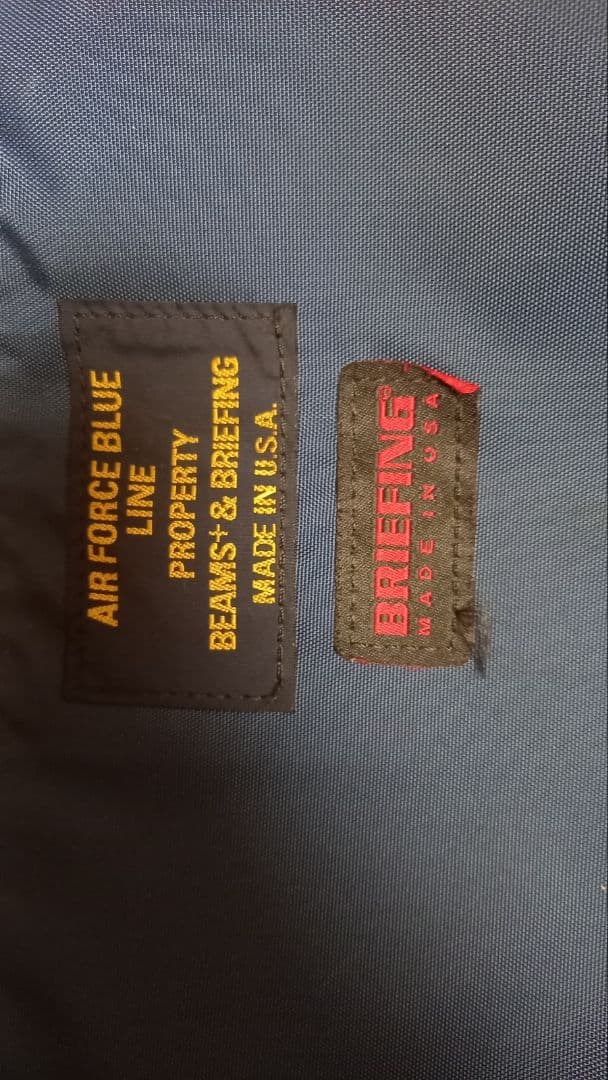 AIR FORCE BLUE
LINE
PROPERTY
BEAMS+ & BRIEFING
MADE IN U.S.A.
BRIEFING®
MADE IN USA